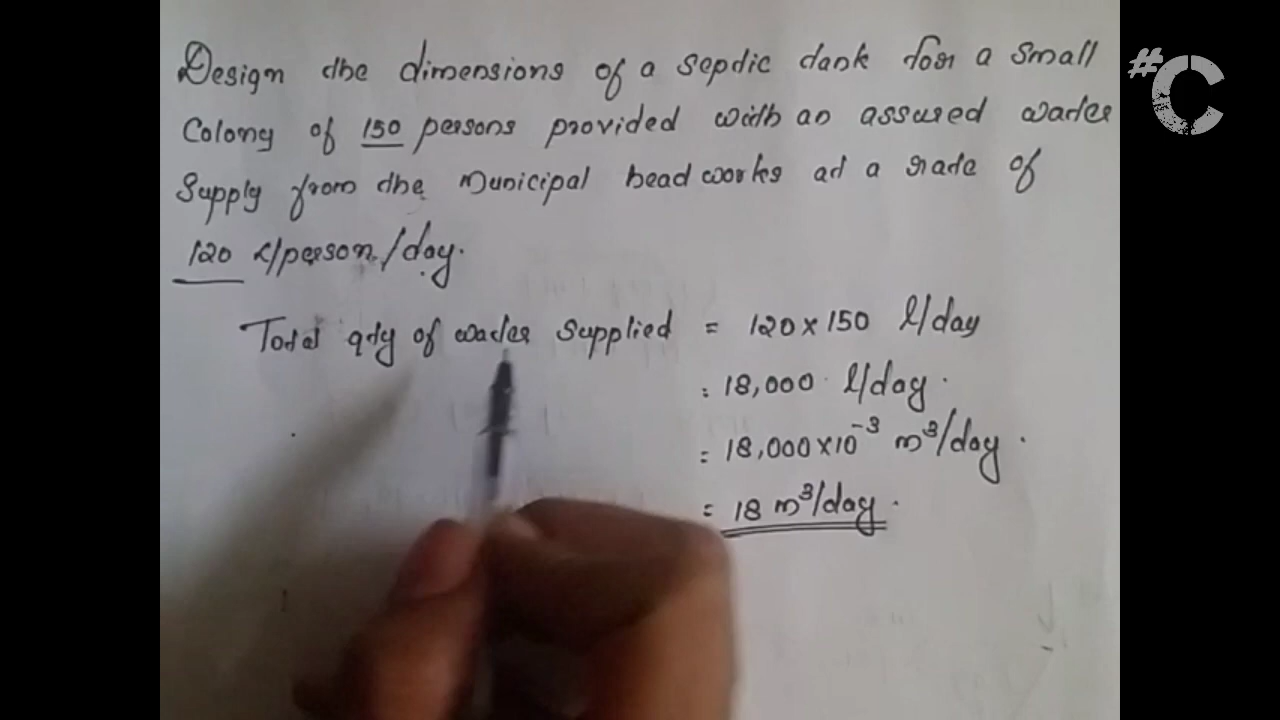 Design the dimensions of a septic tank for a small
#C
Colony of 150 persons provided with an assured water
Supply from the Municipal head works at a rate of
120 l/person/day.
Total qty of water Supplied = 120 x 150 l/day
= 18,000 l/day.
= 18,000 x 10⁻³ m³/day.
= 18 m³/day.